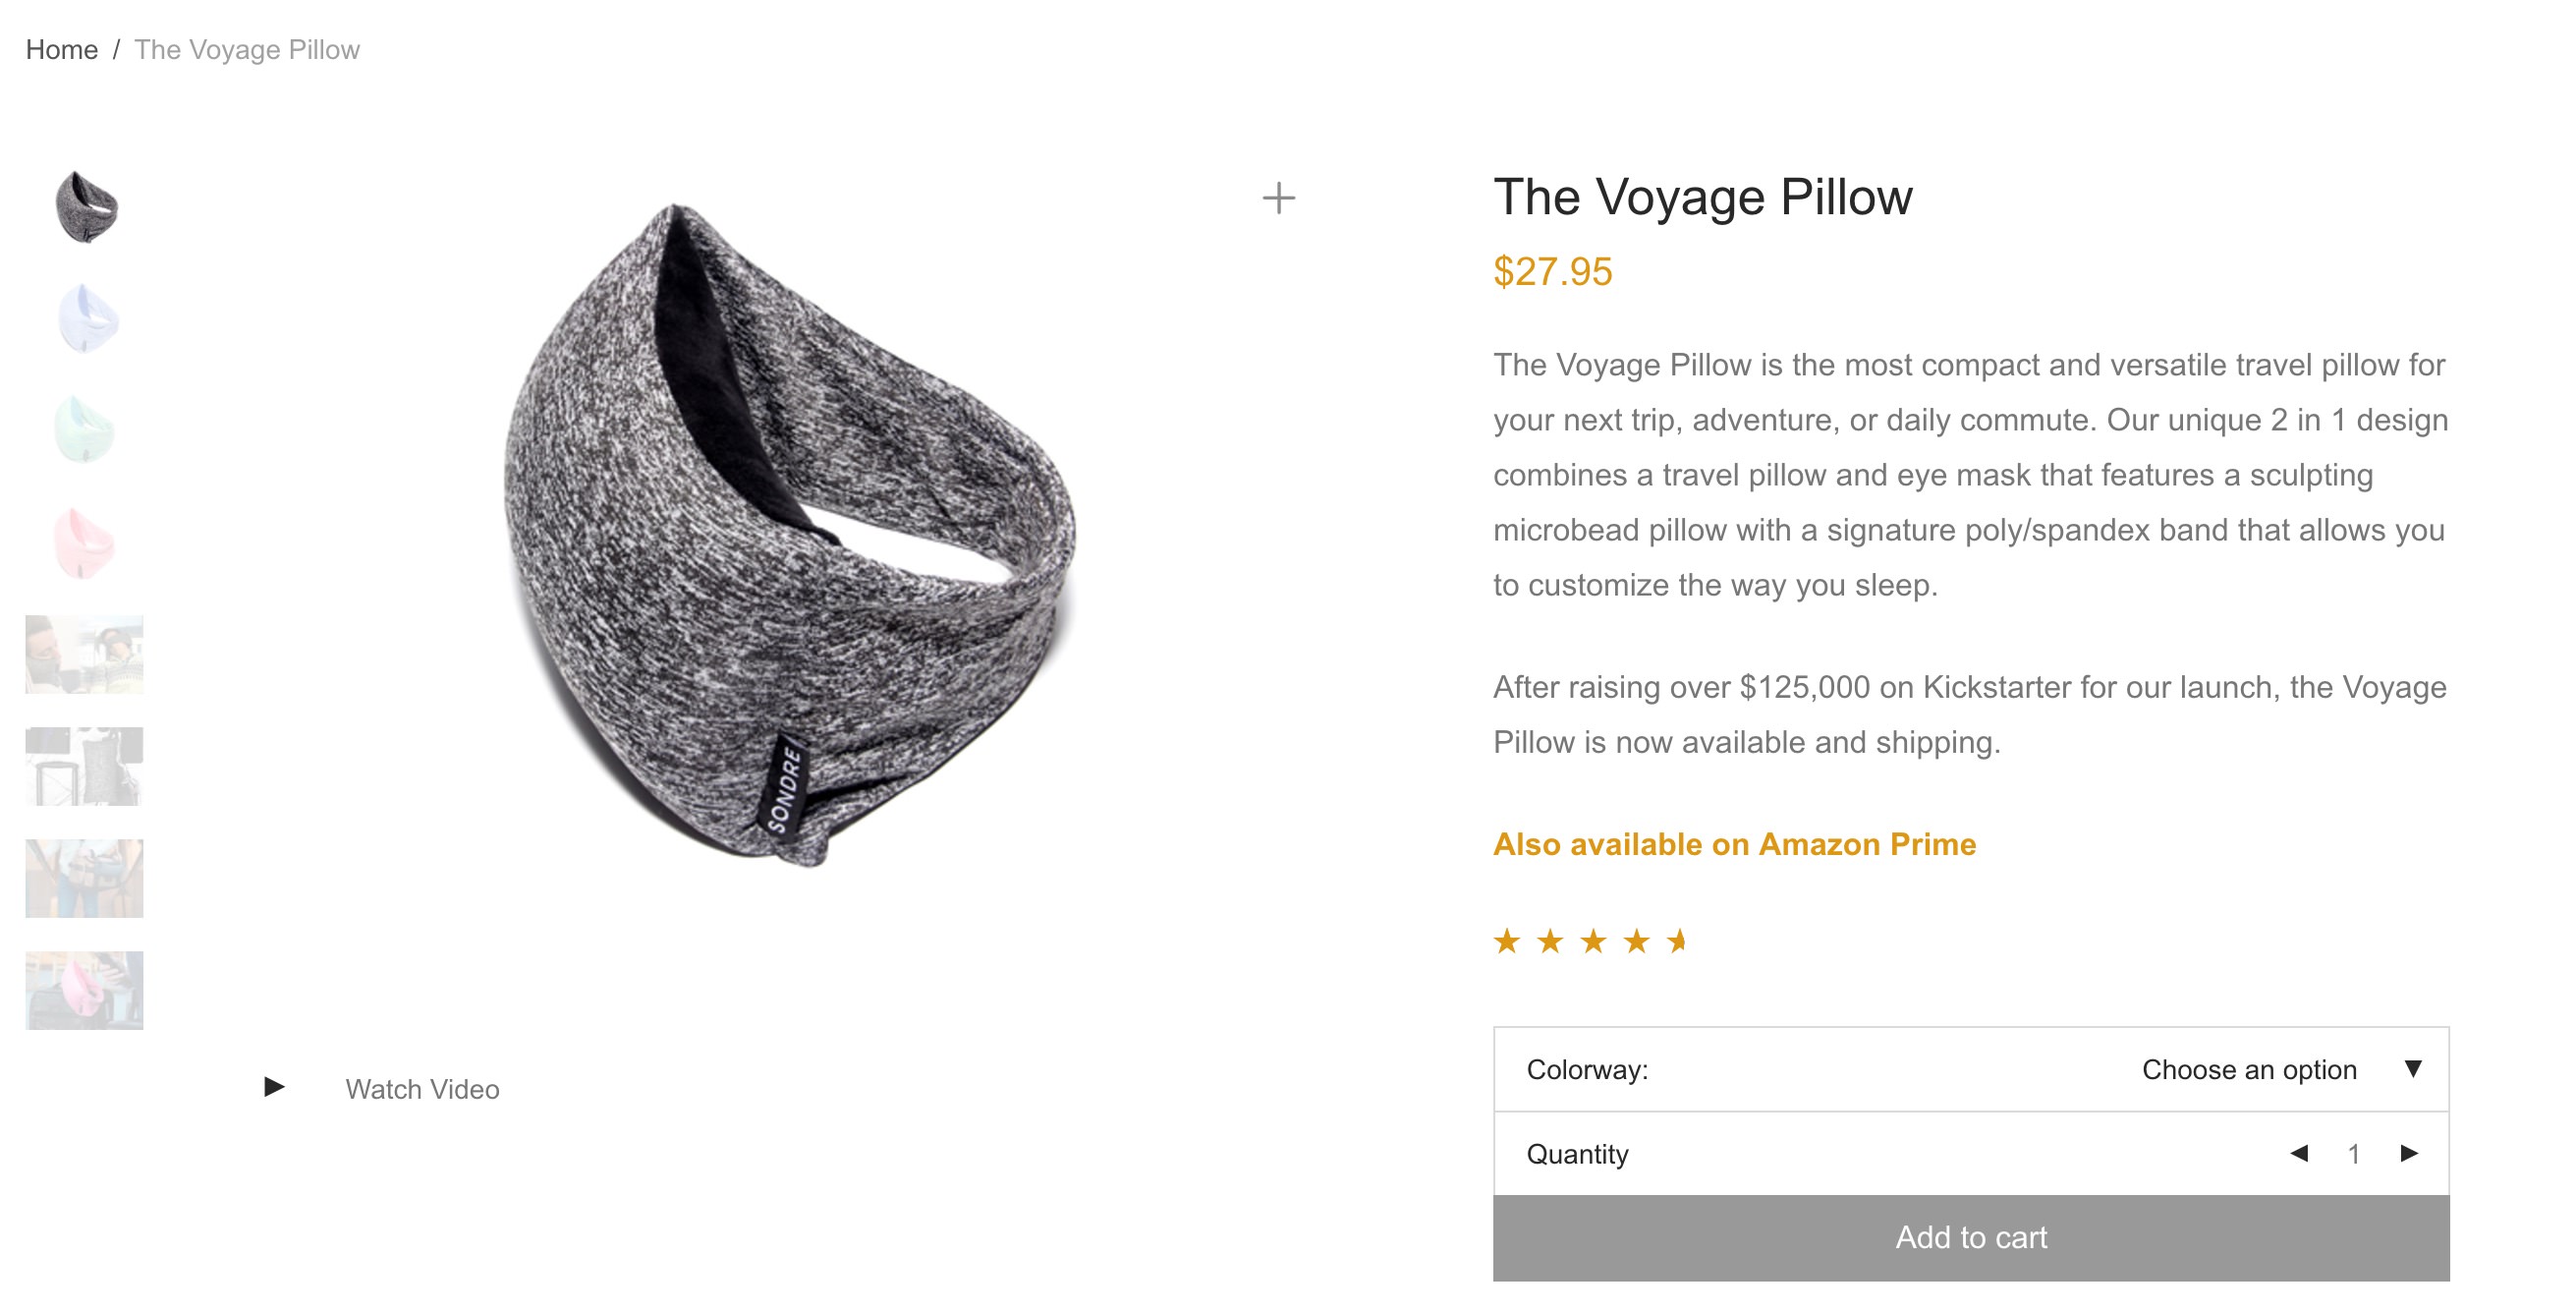 Home / The Voyage Pillow
SONDRE
Watch Video
The Voyage Pillow
$27.95
The Voyage Pillow is the most compact and versatile travel pillow for
your next trip, adventure, or daily commute. Our unique 2 in 1 design
combines a travel pillow and eye mask that features a sculpting
microbead pillow with a signature poly/spandex band that allows you
to customize the way you sleep.
After raising over $125,000 on Kickstarter for our launch, the Voyage
Pillow is now available and shipping.
Also available on Amazon Prime
Colorway: Choose an option
Quantity 1
Add to cart